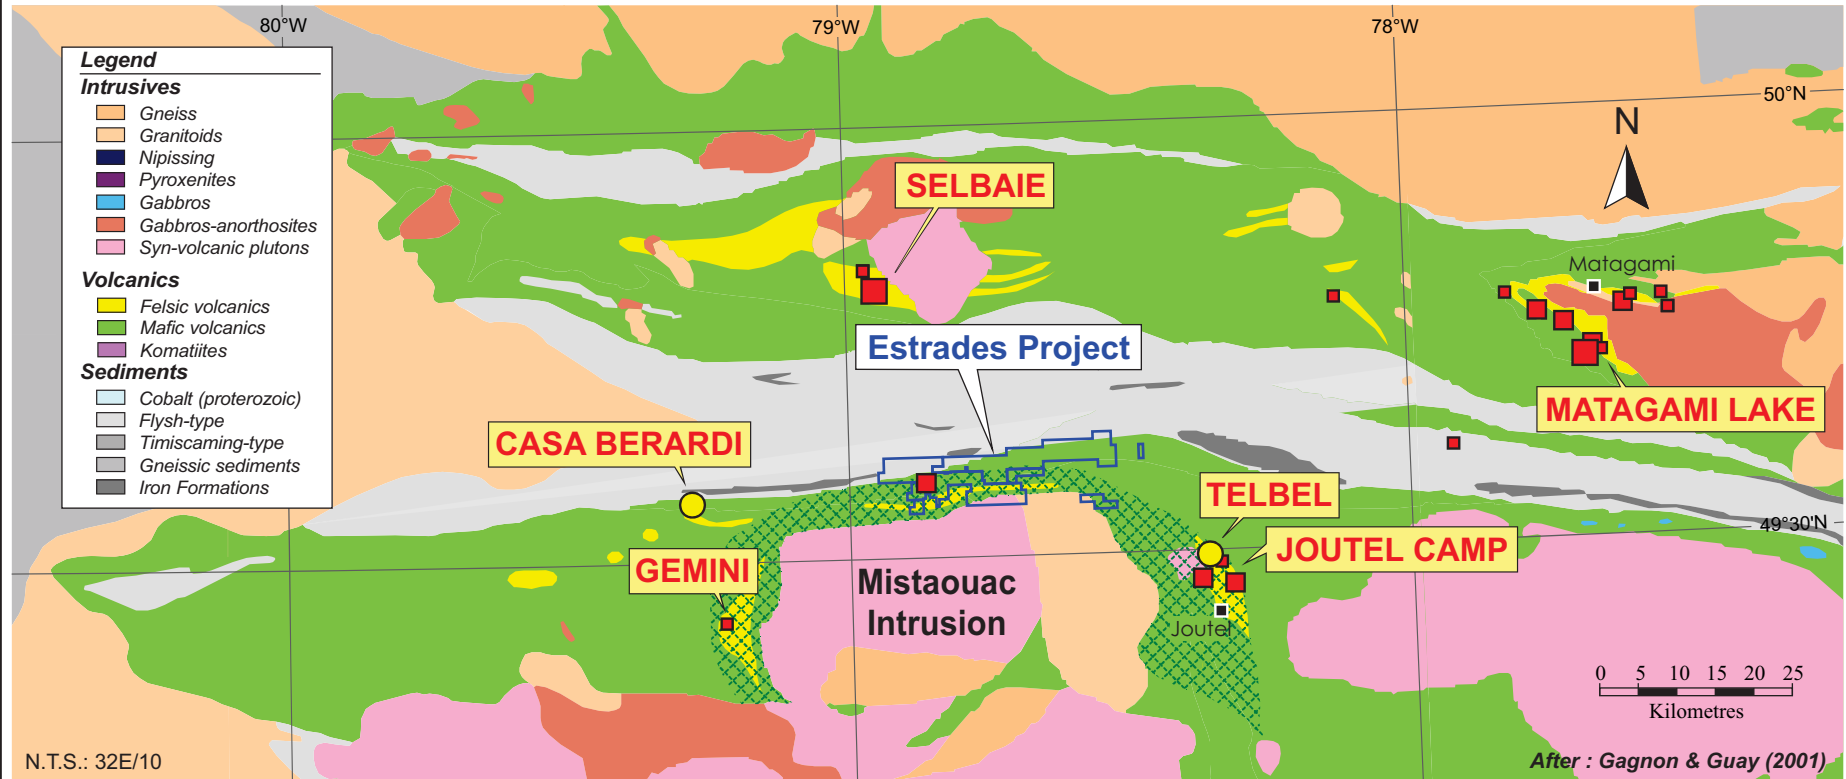 80°W
79°W
78°W
50°N
N
Legend
Intrusives
Gneiss
Granitoids
Nipissing
Pyroxenites
Gabbros
Gabbros-anorthosites
Syn-volcanic plutons
Volcanics
Felsic volcanics
Mafic volcanics
Komatiites
Sediments
Cobalt (proterozoic)
Flysh-type
Timiscaming-type
Gneissic sediments
Iron Formations
SELBAIE
Matagami
Estrades Project
MATAGAMI LAKE
CASA BERARDI
TELBEL
49°30'N
JOUTEL CAMP
GEMINI
Mistaouac
Intrusion
Joutel
0 5 10 15 20 25
Kilometres
N.T.S.: 32E/10
After : Gagnon & Guay (2001)